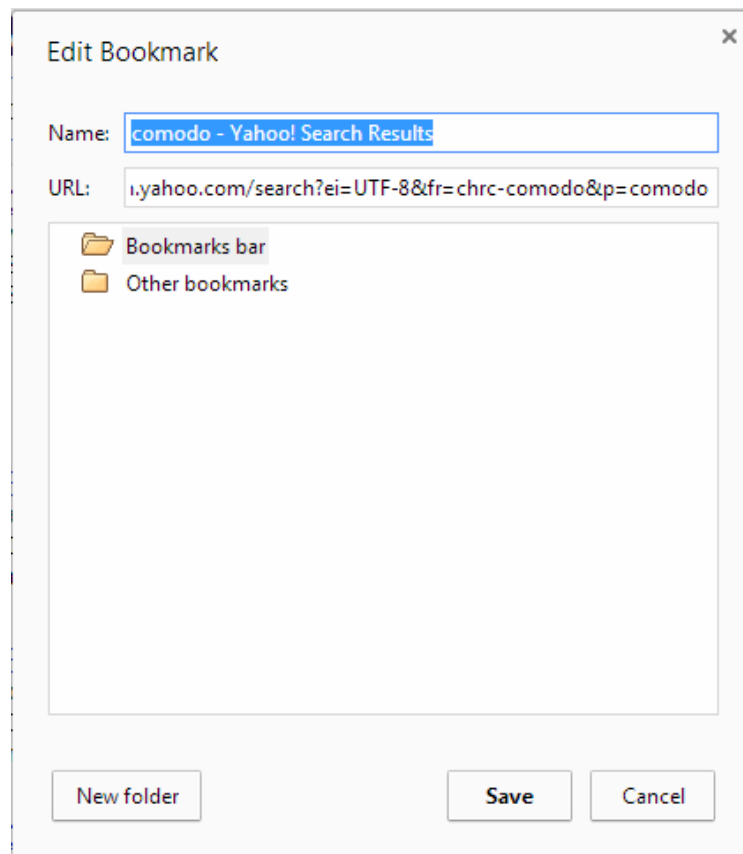 Edit Bookmark
Name: comodo - Yahoo! Search Results
URL: .yahoo.com/search?ei=UTF-8&fr=chrc-comodo&p=comodo
Bookmarks bar
Other bookmarks
New folder Save Cancel